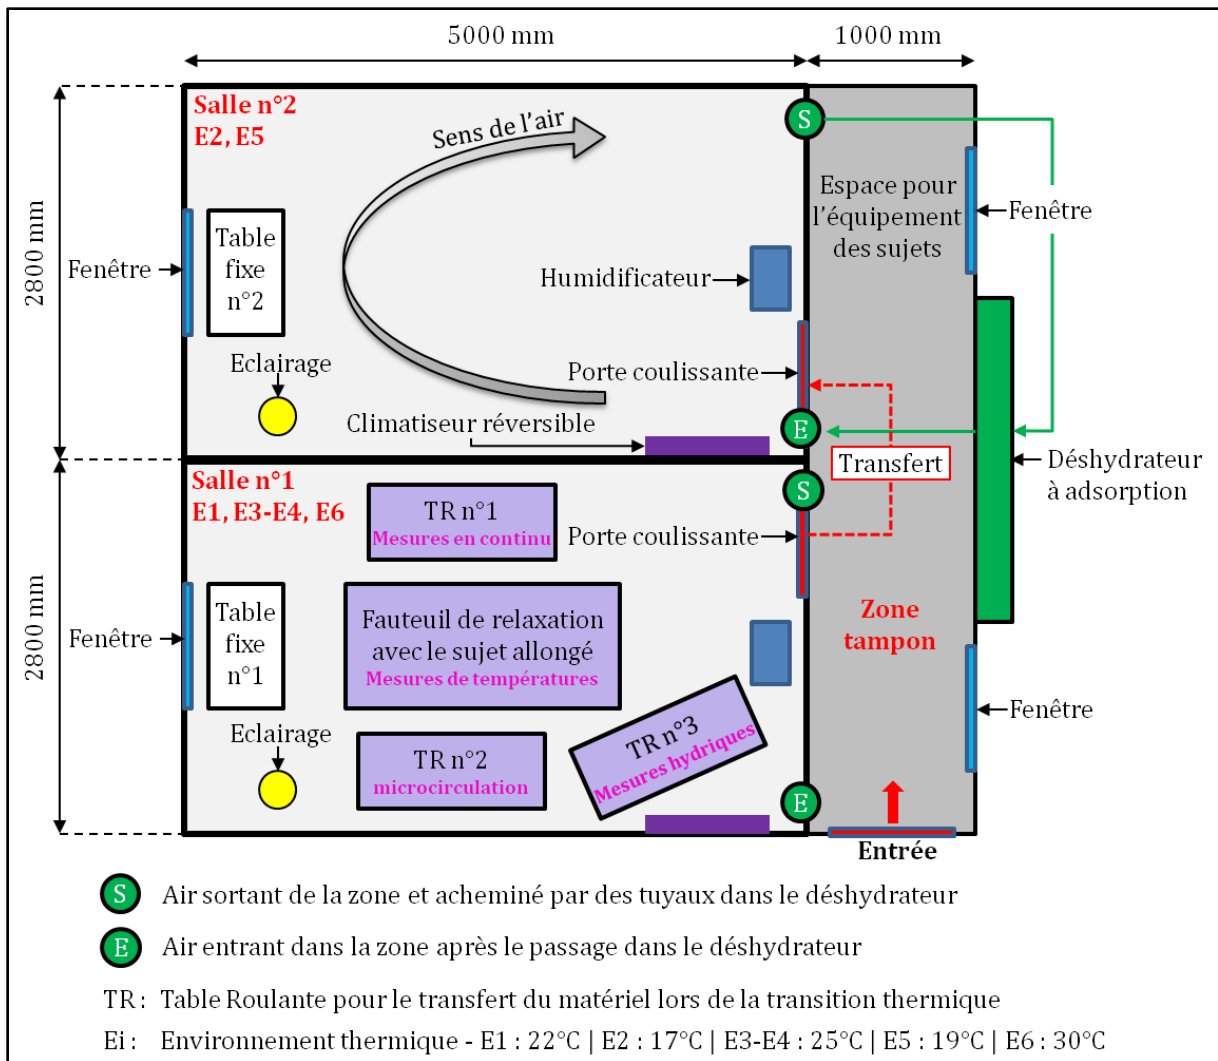 5000 mm
1000 mm
2800 mm
Salle n°2
E2, E5
Sens de l'air
S
Espace pour
l'équipement
des sujets
Fenêtre
Fenêtre
Table
fixe
n°2
Humidificateur
Eclairage
Porte coulissante
Climatiseur réversible
E
Transfert
Déshydrateur
à adsorption
2800 mm
Salle n°1
E1, E3-E4, E6
S
TR n°1
Mesures en continu
Porte coulissante
Fenêtre
Table
fixe
n°1
Fauteuil de relaxation
avec le sujet allongé
Mesures de températures
Zone
tampon
Fenêtre
Eclairage
TR n°2
microcirculation
TR n°3
Mesures hydriques
E
Entrée
S Air sortant de la zone et acheminé par des tuyaux dans le déshydrateur
E Air entrant dans la zone après le passage dans le déshydrateur
TR : Table Roulante pour le transfert du matériel lors de la transition thermique
Ei : Environnement thermique - E1 : 22°C | E2 : 17°C | E3-E4 : 25°C | E5 : 19°C | E6 : 30°C